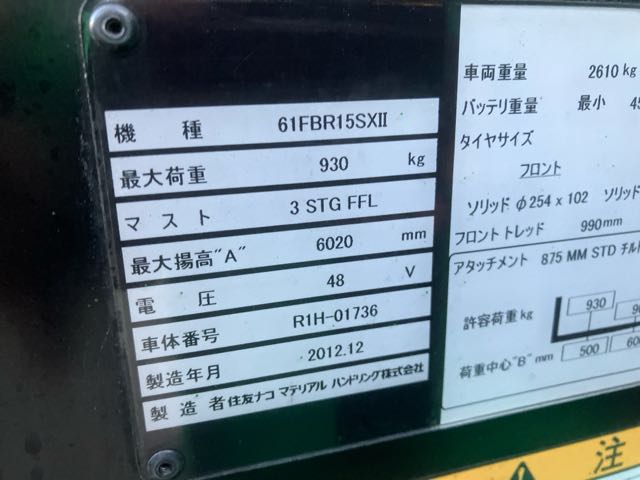 機 種 61FBR15SXII
最大荷重 930 kg
マスト 3 STG FFL
最大揚高"A" 6020 mm
電 圧 48 V
車体番号 R1H-01736
製造年月 2012.12
製 造 者 住友ナコ マテリアル ハンドリング株式会社
車両重量 2610 kg
バッテリ重量 最小 45
タイヤサイズ
フロント
ソリッド φ254 x 102 ソリッド
フロント トレッド 990mm
アタッチメント 875 MM STD チルト
許容荷重 kg 930
荷重中心"B" mm 500 600
注